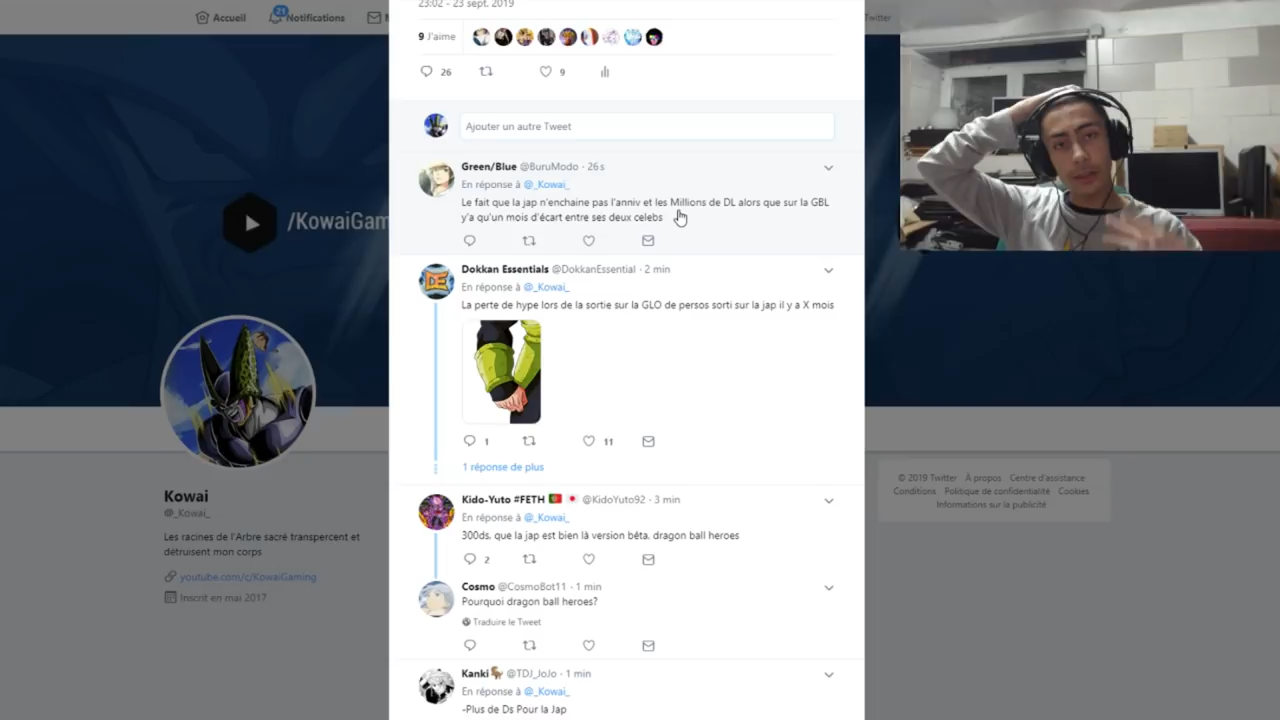 Accueil
21
Notifications
Twitter
/KowaiGam
Kowai
@_Kowai_
Les racines de l'Arbre sacré transpercent et
détruisent mon corps
youtube.com/c/KowaiGaming
Inscrit en mai 2017
23:02 - 23 sept. 2019
9 J'aime
26
9
Ajouter un autre Tweet
Green/Blue @BuruModo · 26 s
En réponse à @_Kowai_
Le fait que la jap n'enchaine pas l'anniv et les Millions de DL alors que sur la GBL
y'a qu'un mois d'écart entre ses deux celebs
Dokkan Essentials @DokkanEssential · 2 min
En réponse à @_Kowai_
La perte de hype lors de la sortie sur la GLO de persos sorti sur la jap il y a X mois
1
11
1 réponse de plus
Kido-Yuto #FETH @KidoYuto92 · 3 min
En réponse à @_Kowai_
300ds. que la jap est bien là version bêta. dragon ball heroes
2
Cosmo @CosmoBot11 · 1 min
Pourquoi dragon ball heroes?
Traduire le Tweet
Kanki @TDJ_JoJo · 1 min
En réponse à @_Kowai_
-Plus de Ds Pour la Jap
© 2019 Twitter À propos Centre d'assistance
Conditions Politique de confidentialité Cookies
Informations sur la publicité